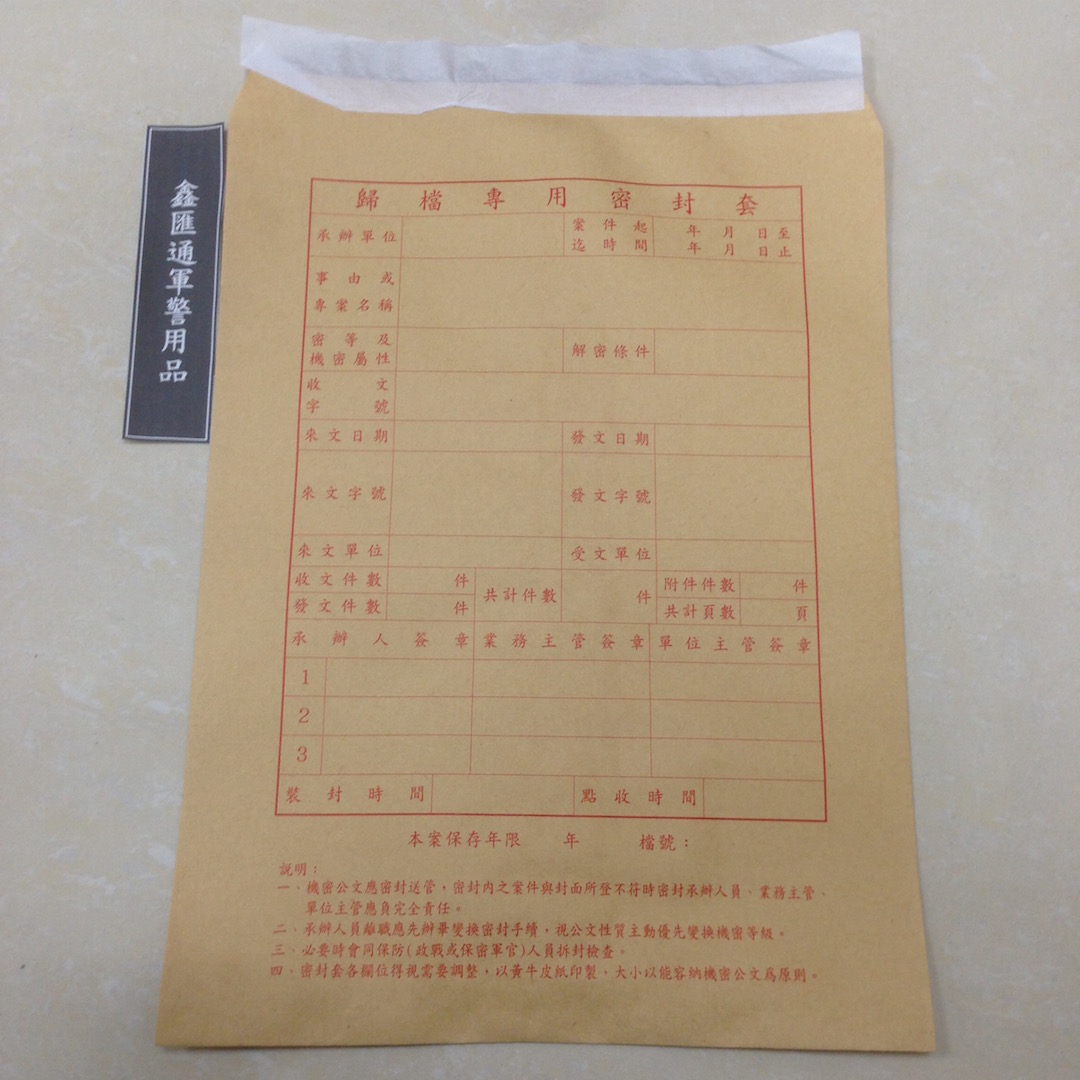 鑫匯通軍警用品
歸檔專用密封套
承辦單位
案件起
迄時間
年 月 日至
年 月 日止
事由或
專案名稱
密等及
機密屬性
解密條件
收文
字號
來文日期
發文日期
來文字號
發文字號
來文單位
受文單位
收文件數 件
發文件數 件
共計件數 件
附件件數 件
共計頁數 頁
承辦人簽章 業務主管簽章 單位主管簽章
1
2
3
裝封時間
點收時間
本案保存年限 年 檔號：
説明：
一、機密公文應密封送管，密封內之案件與封面所登不符時密封承辦人員、業務主管、
單位主管應負完全責任。
二、承辦人員離職應先辦畢變換密封手續，視公文性質主動優先變換機密等級。
三、必要時會同保防(政戰或保密軍官)人員拆封檢查。
四、密封套各欄位得視需要調整，以黃牛皮紙印製，大小以能容納機密公文爲原則。